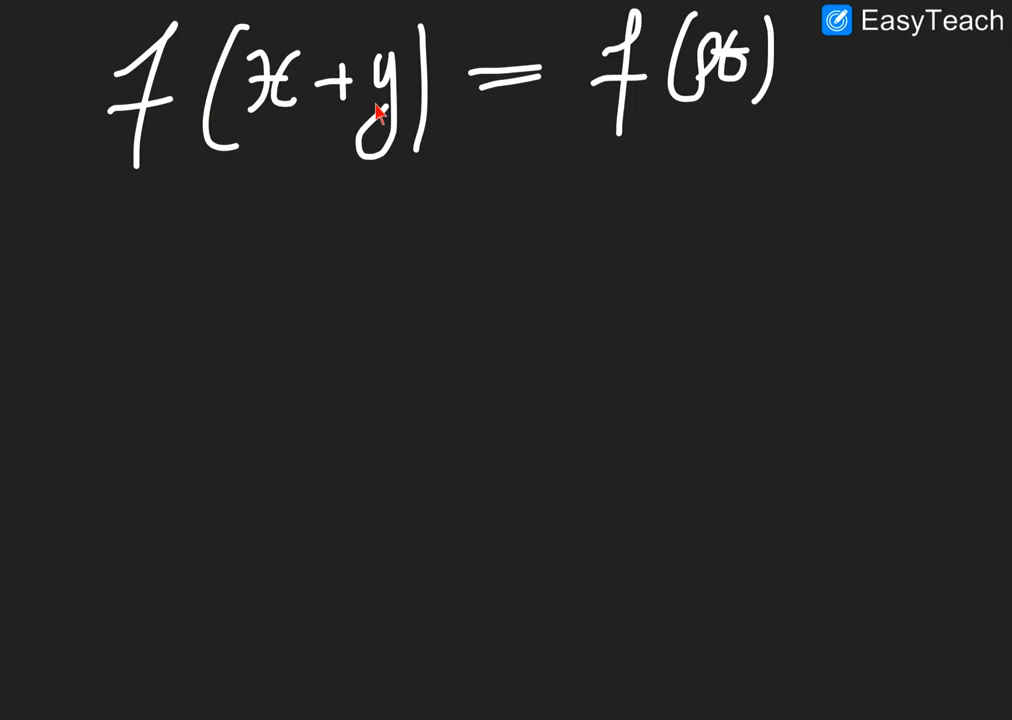 EasyTeach
f(x+y) = f(x)